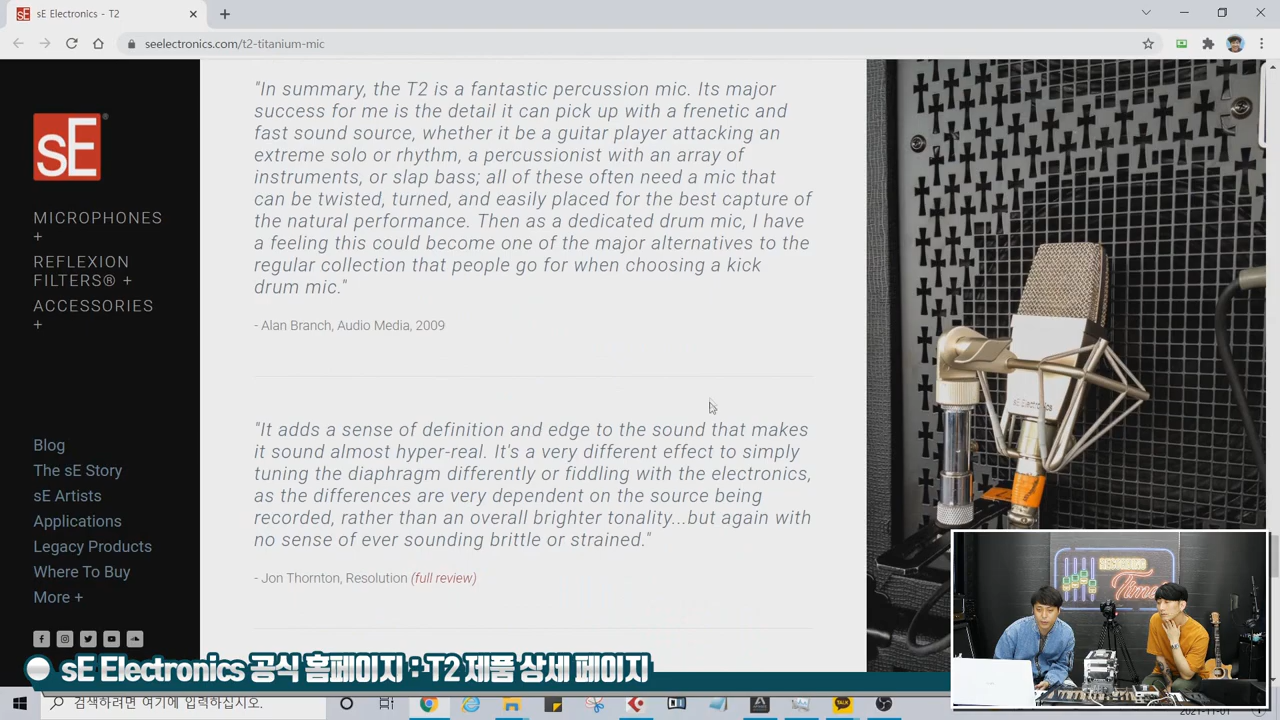 sE Electronics - T2
seelectronics.com/t2-titanium-mic
sE
MICROPHONES
+
REFLEXION
FILTERS® +
ACCESSORIES
+
Blog
The sE Story
sE Artists
Applications
Legacy Products
Where To Buy
More +
"In summary, the T2 is a fantastic percussion mic. Its major
success for me is the detail it can pick up with a frenetic and
fast sound source, whether it be a guitar player attacking an
extreme solo or rhythm, a percussionist with an array of
instruments, or slap bass; all of these often need a mic that
can be twisted, turned, and easily placed for the best capture of
the natural performance. Then as a dedicated drum mic, I have
a feeling this could become one of the major alternatives to the
regular collection that people go for when choosing a kick
drum mic."
- Alan Branch, Audio Media, 2009
"It adds a sense of definition and edge to the sound that makes
it sound almost hyper-real. It's a very different effect to simply
tuning the diaphragm differently or fiddling with the electronics,
as the differences are very dependent on the source being
recorded, rather than an overall brighter tonality...but again with
no sense of ever sounding brittle or strained."
- Jon Thornton, Resolution (full review)
sE Electronics
Time
sE Electronics 공식 홈페이지 : T2 제품 상세 페이지
검색하려면 여기에 입력하십시오.
TALK
2021-11-01